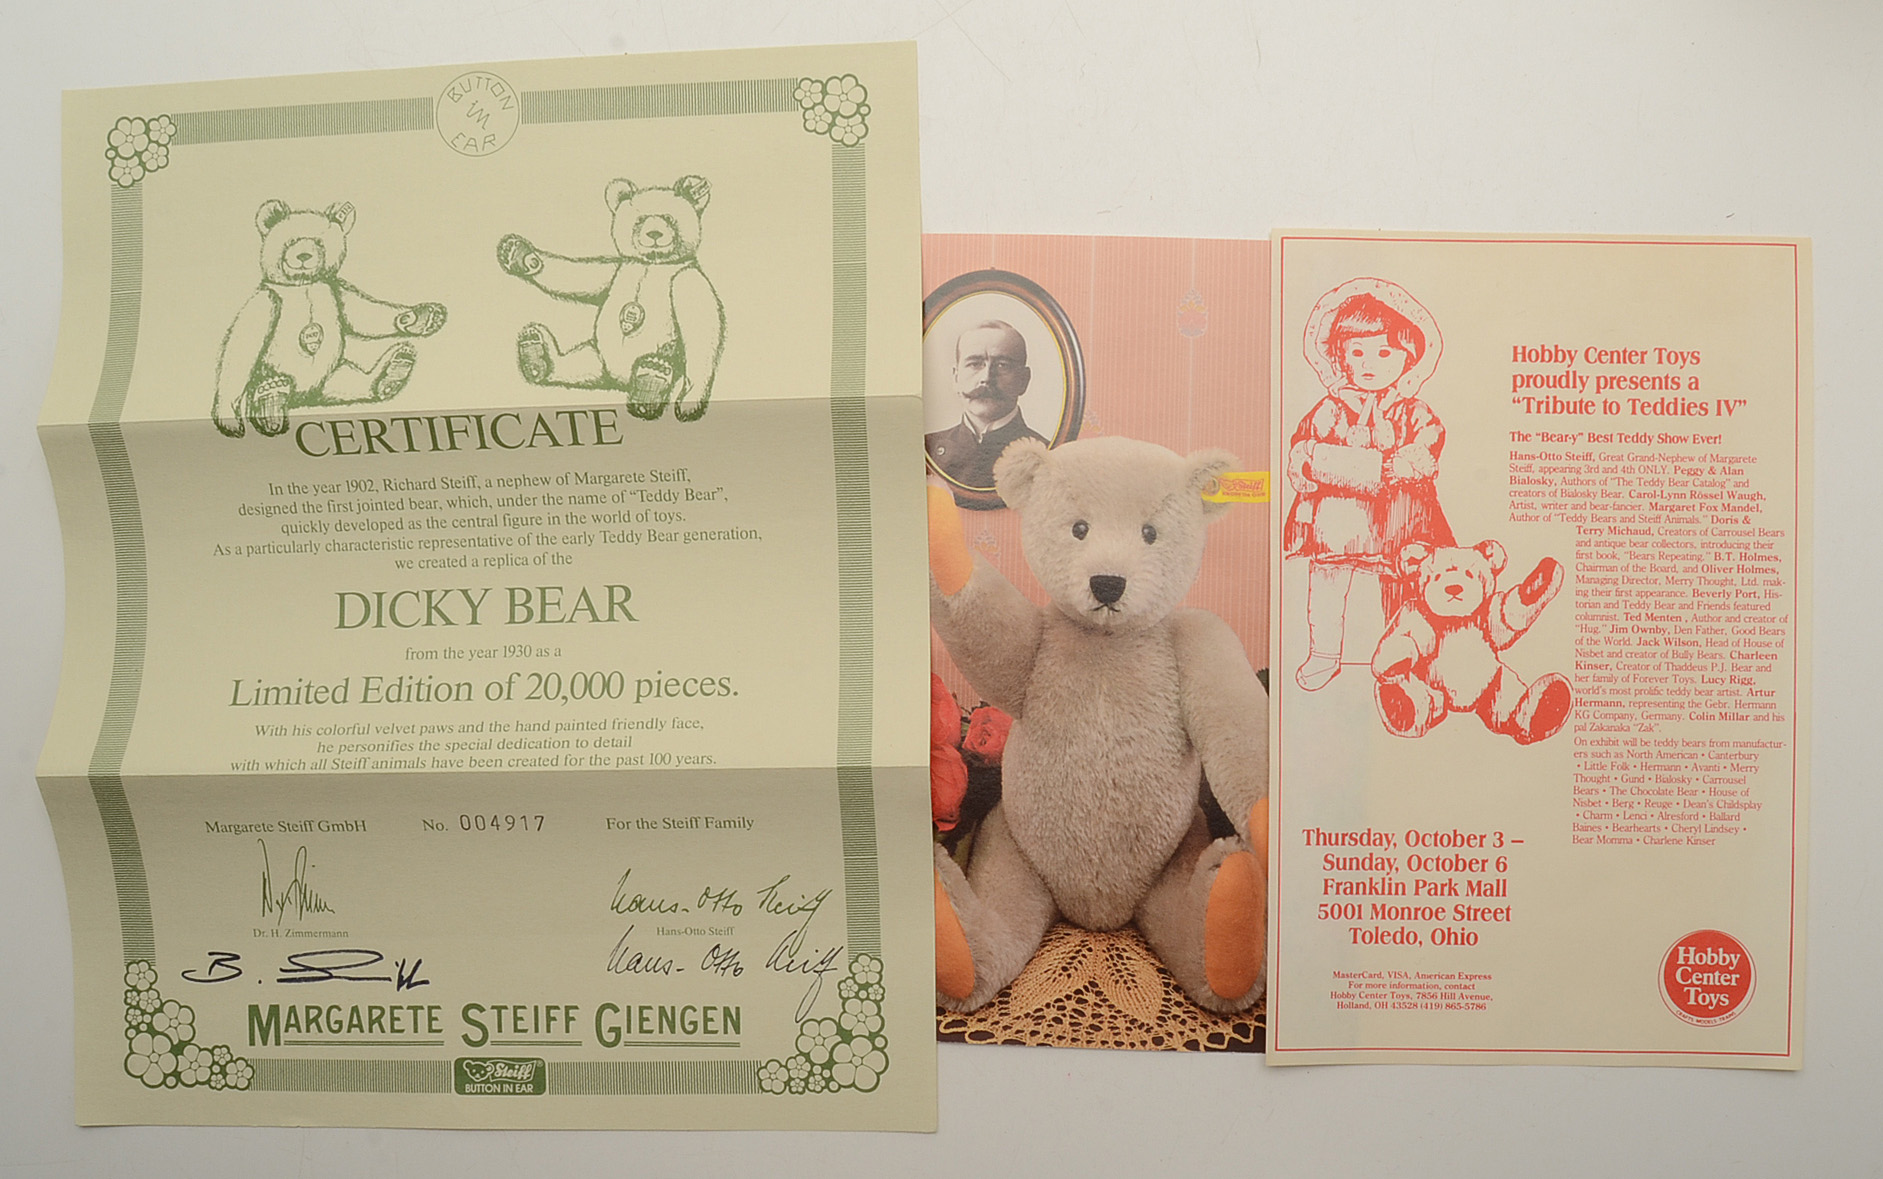 BUTTON
im
EAR
CERTIFICATE
In the year 1902, Richard Steiff, a nephew of Margarete Steiff,
designed the first jointed bear, which, under the name of “Teddy Bear”,
quickly developed as the central figure in the world of toys.
As a particularly characteristic representative of the early Teddy Bear generation,
we created a replica of the
DICKY BEAR
from the year 1930 as a
Limited Edition of 20,000 pieces.
With his colorful velvet paws and the hand painted friendly face,
he personifies the special dedication to detail
with which all Steiff animals have been created for the past 100 years.
Margarete Steiff GmbH No. 004917 For the Steiff Family
Hans-Otto Steiff
Dr. H. Zimmermann Hans-Otto Steiff
B. Steiff Hans-Otto Steiff
MARGARETE STEIFF GIENGEN
Steiff®
BUTTON IN EAR
Steiff
Hobby Center Toys
proudly presents a
“Tribute to Teddies IV”
The “Bear-y” Best Teddy Show Ever!
Hans-Otto Steiff, Great Grand-Nephew of Margarete
Steiff, appearing 3rd and 4th ONLY. Peggy & Alan
Bialosky, Authors of “The Teddy Bear Catalog” and
creators of Bialosky Bear. Carol-Lynn Rössel Waugh,
Artist, writer and bear-fancier. Margaret Fox Mandel,
Author of “Teddy Bears and Steiff Animals.” Doris &
Terry Michaud, Creators of Carrousel Bears
and antique bear collectors, introducing their
first book, “Bears Repeating.” B.T. Holmes,
Chairman of the Board, and Oliver Holmes,
Managing Director, Merry Thought, Ltd. mak-
ing their first appearance. Beverly Port, His-
torian and Teddy Bear and Friends featured
columnist. Ted Menten , Author and creator of
“Hug.” Jim Ownby, Den Father, Good Bears
of the World. Jack Wilson, Head of House of
Nisbet and creator of Bully Bears. Charleen
Kinser, Creator of Thaddeus P.J. Bear and
her family of Forever Toys. Lucy Rigg,
world's most prolific teddy bear artist. Artur
Hermann, representing the Gebr. Hermann
KG Company, Germany. Colin Millar and his
pal Zakanaka “Zak”.
On exhibit will be teddy bears from manufactur-
ers such as North American • Canterbury
• Little Folk • Hermann • Avanti • Merry
Thought • Gund • Bialosky • Carrousel
Bears • The Chocolate Bear • House of
Nisbet • Berg • Reuge • Dean's Childsplay
• Charm • Lenci • Alresford • Ballard
Baines • Bearhearts • Cheryl Lindsey •
Bear Momma • Charlene Kinser
Thursday, October 3 –
Sunday, October 6
Franklin Park Mall
5001 Monroe Street
Toledo, Ohio
MasterCard, VISA, American Express
For more information, contact
Hobby Center Toys, 7856 Hill Avenue,
Holland, OH 43528 (419) 865-5786
Hobby
Center
Toys
CRAFTS MODELS TRAINS